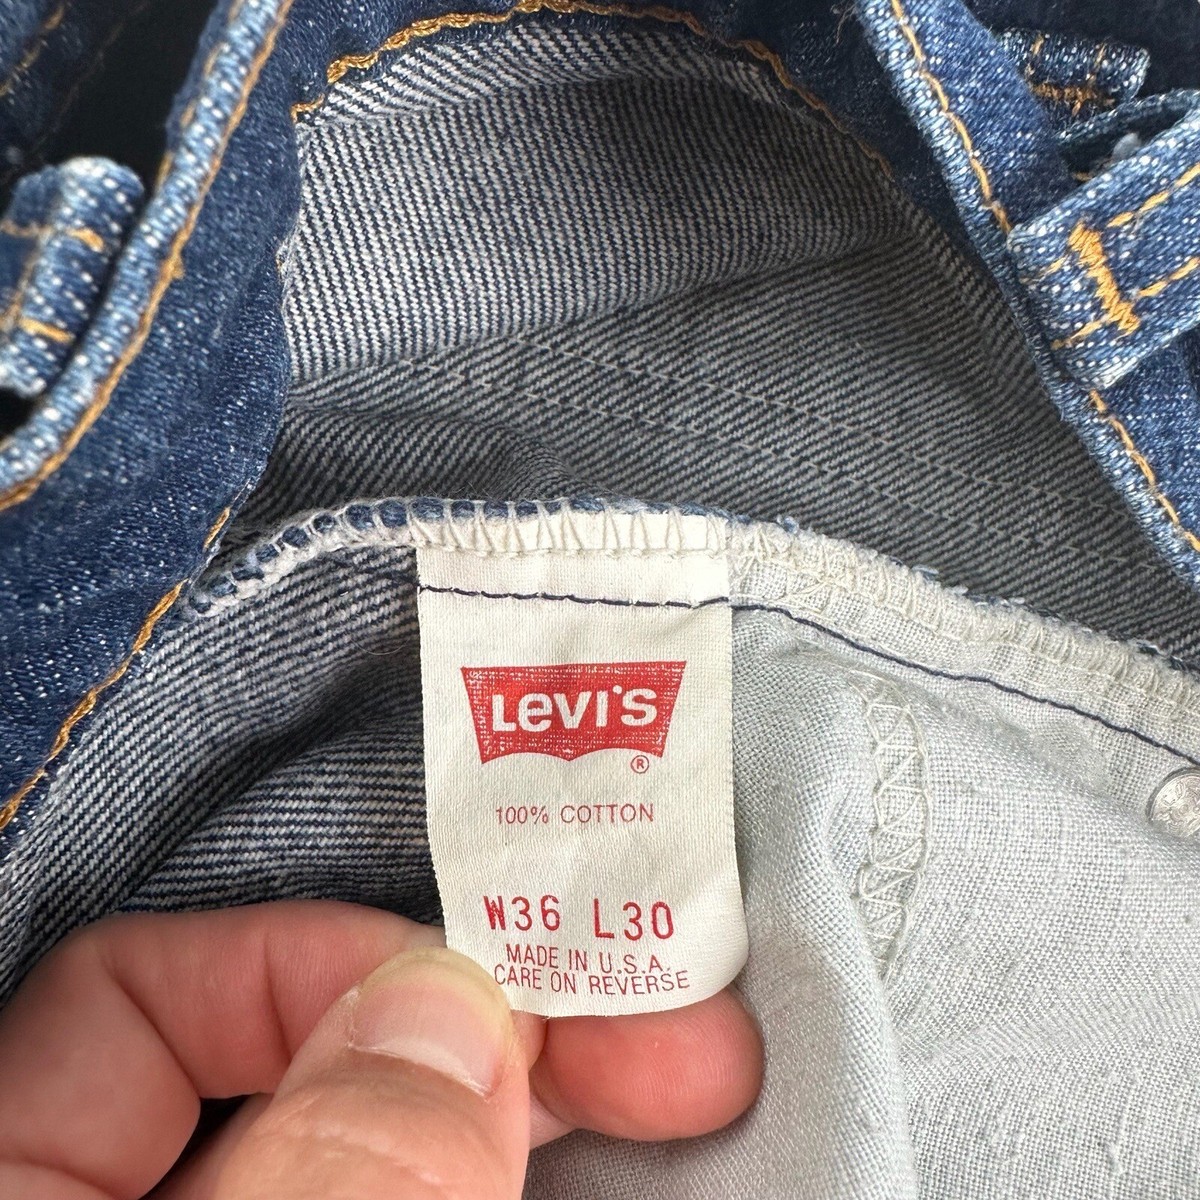 Levi's
®
100% COTTON
W36 L30
MADE IN U.S.A.
CARE ON REVERSE